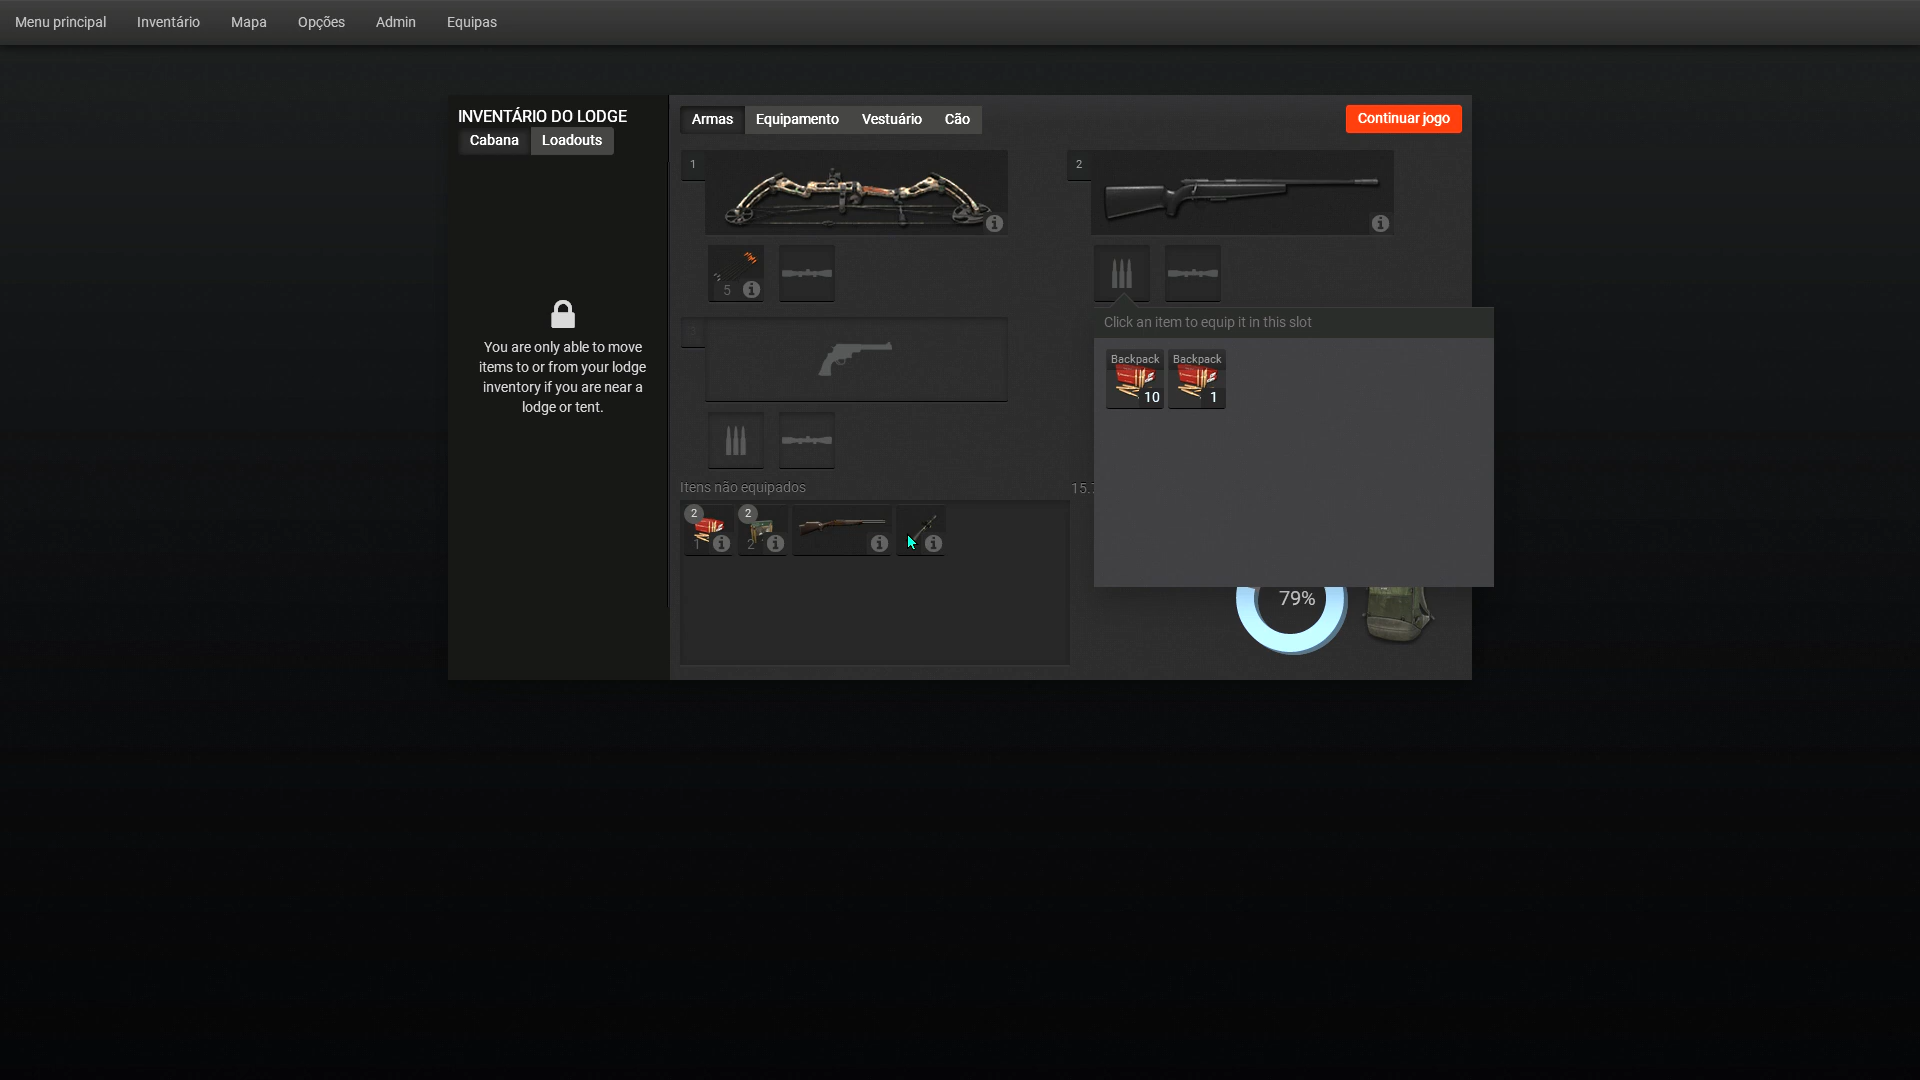 Menu principal Inventário Mapa Opções Admin Equipas
INVENTÁRIO DO LODGE
Cabana Loadouts
Armas Equipamento Vestuário Cão
Continuar jogo
1
2
5
You are only able to move
items to or from your lodge
inventory if you are near a
lodge or tent.
Click an item to equip it in this slot
Backpack Backpack
10 1
Itens não equipados
15.
2 2
1 2
79%